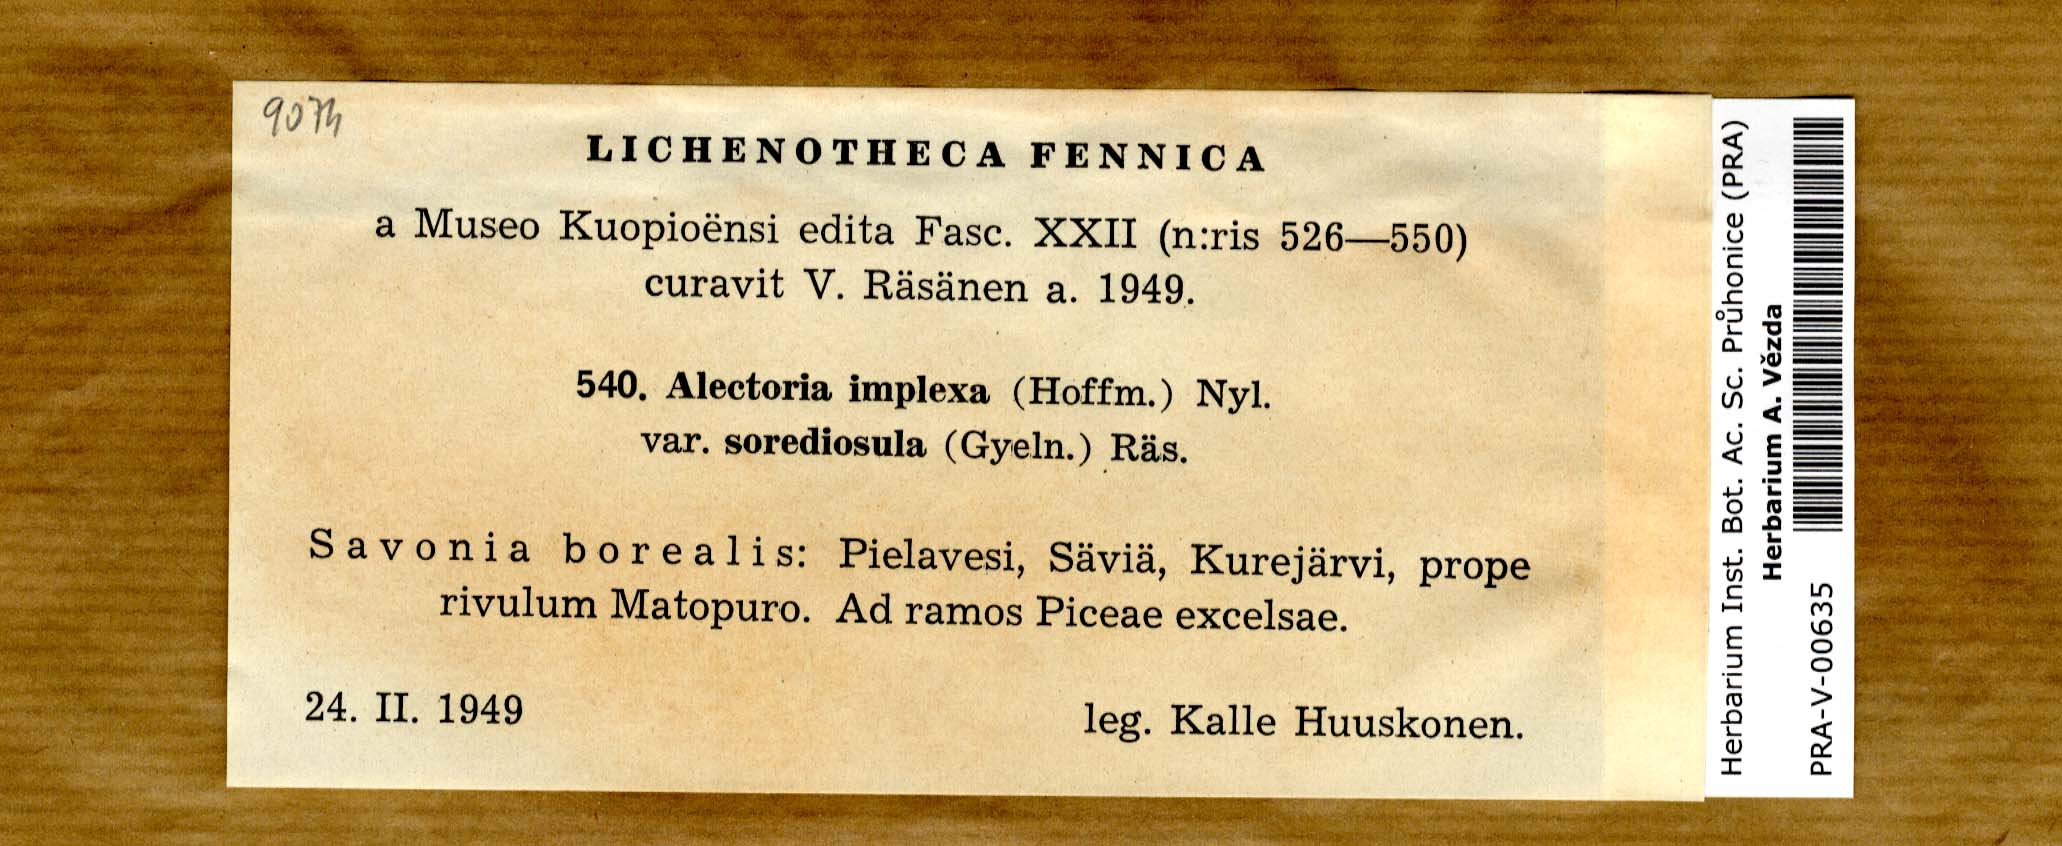 LICHENOTHECA FENNICA
a Museo Kuopioënsi edita Fasc. XXII (n:ris 526—550)
curavit V. Räsänen a. 1949.
540. Alectoria implexa (Hoffm.) Nyl.
var. sorediosula (Gyeln.) Räs.
Savonia borealis: Pielavesi, Säviä, Kurejärvi, prope
rivulum Matopuro. Ad ramos Piceae excelsae.
24. II. 1949 leg. Kalle Huuskonen.
Herbarium Inst. Bot. Ac. Sc. Průhonice (PRA)
Herbarium A. Vězda
PRA-V-00635